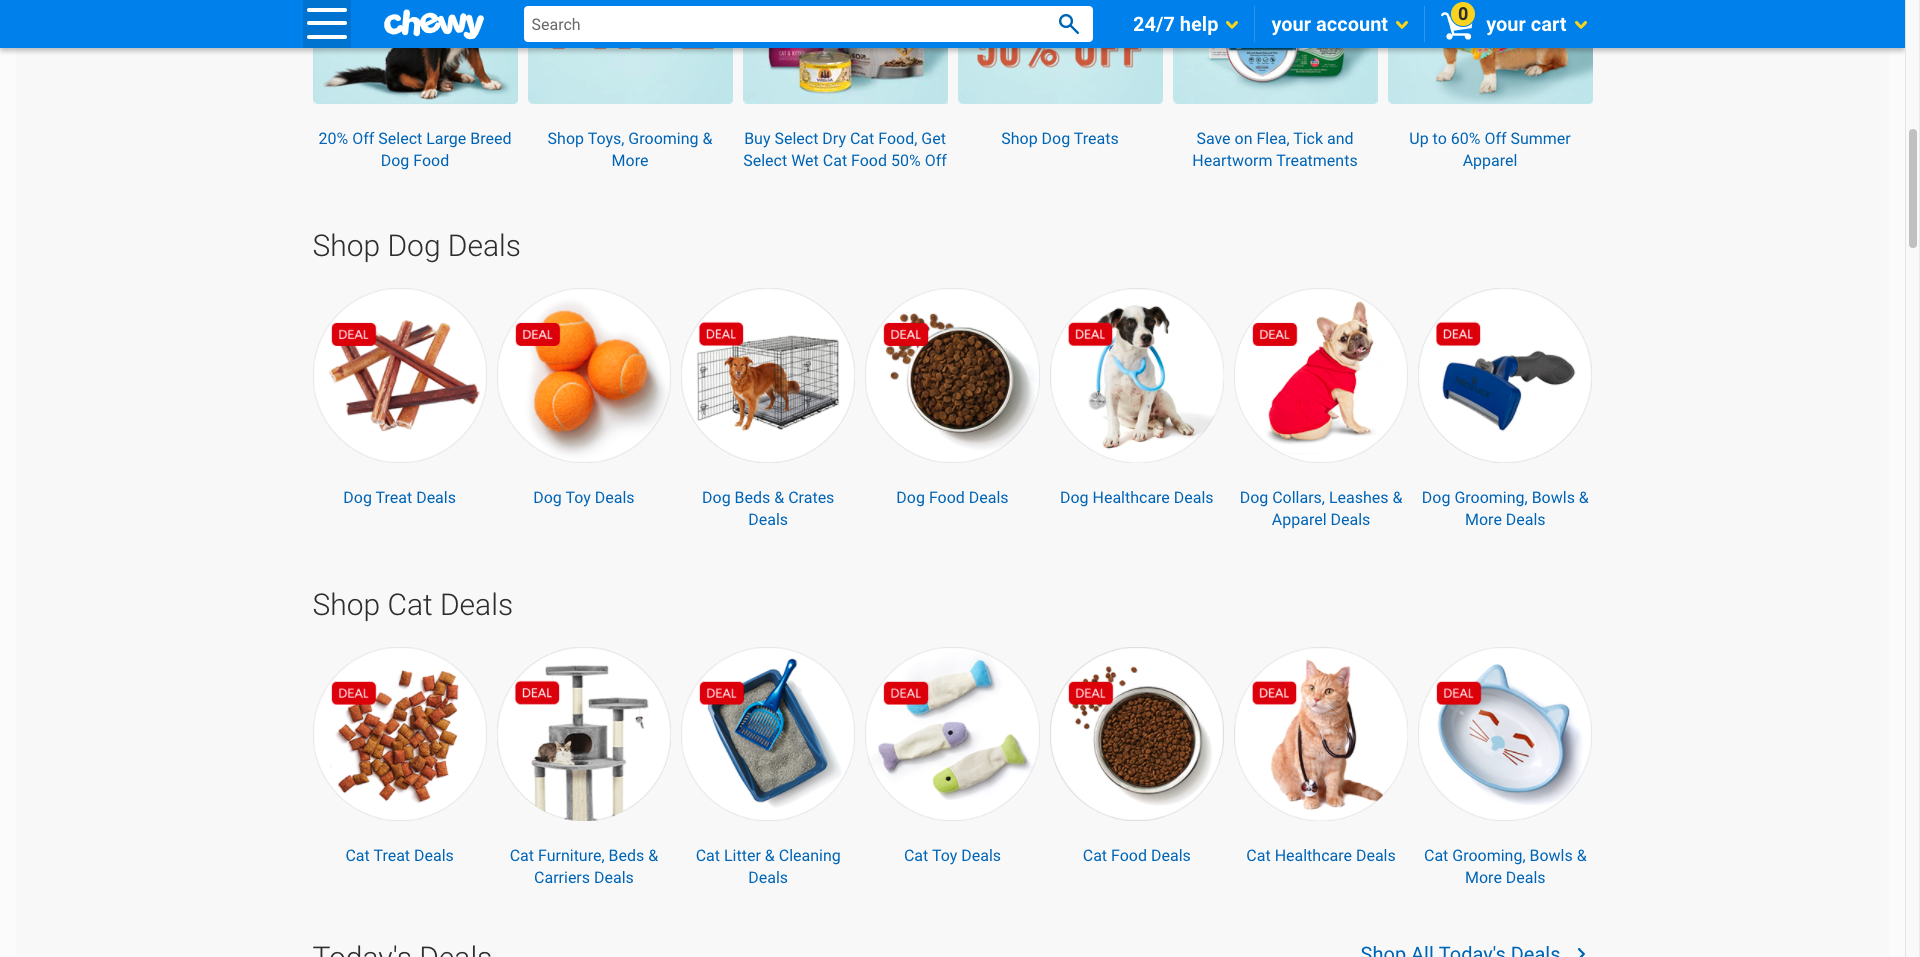 chewy
Search
24/7 help
your account
0
your cart
50% OFF
20% Off Select Large Breed
Dog Food
Shop Toys, Grooming &
More
Buy Select Dry Cat Food, Get
Select Wet Cat Food 50% Off
Shop Dog Treats
Save on Flea, Tick and
Heartworm Treatments
Up to 60% Off Summer
Apparel
Shop Dog Deals
DEAL
DEAL
DEAL
DEAL
DEAL
DEAL
DEAL
Dog Treat Deals
Dog Toy Deals
Dog Beds & Crates
Deals
Dog Food Deals
Dog Healthcare Deals
Dog Collars, Leashes &
Apparel Deals
Dog Grooming, Bowls &
More Deals
Shop Cat Deals
DEAL
DEAL
DEAL
DEAL
DEAL
DEAL
DEAL
Cat Treat Deals
Cat Furniture, Beds &
Carriers Deals
Cat Litter & Cleaning
Deals
Cat Toy Deals
Cat Food Deals
Cat Healthcare Deals
Cat Grooming, Bowls &
More Deals
Today's Deals
Shop All Today's Deals